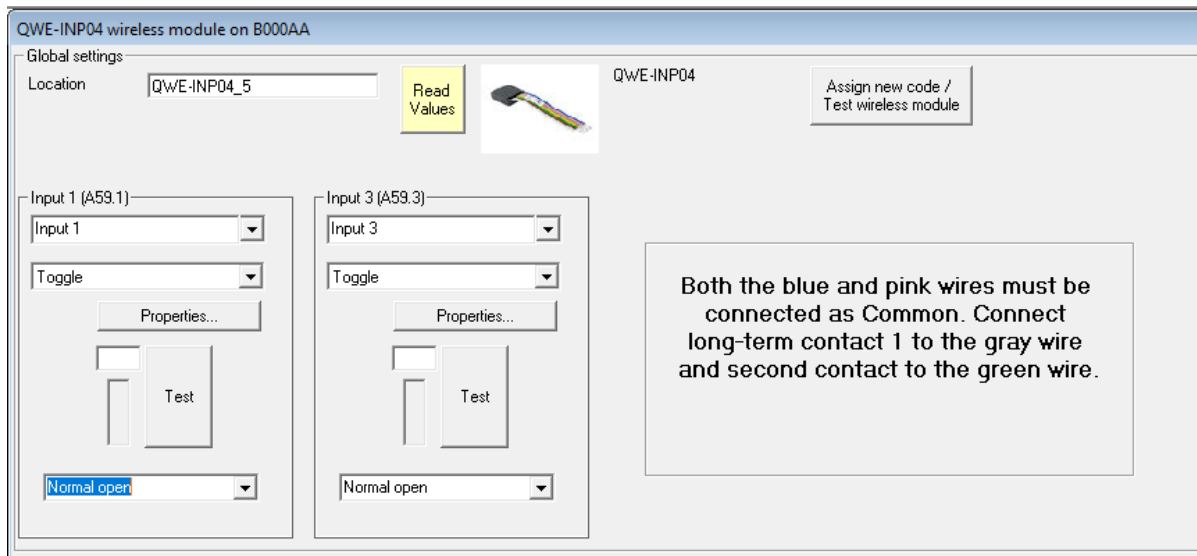 QWE-INP04 wireless module on B000AA
Global settings
Location
QWE-INP04_5
Read
Values
QWE-INP04
Assign new code /
Test wireless module
Input 1 (A59.1)
Input 1
Toggle
Properties...
Test
Normal open
Input 3 (A59.3)
Input 3
Toggle
Properties...
Test
Normal open
Both the blue and pink wires must be
connected as Common. Connect
long-term contact 1 to the gray wire
and second contact to the green wire.